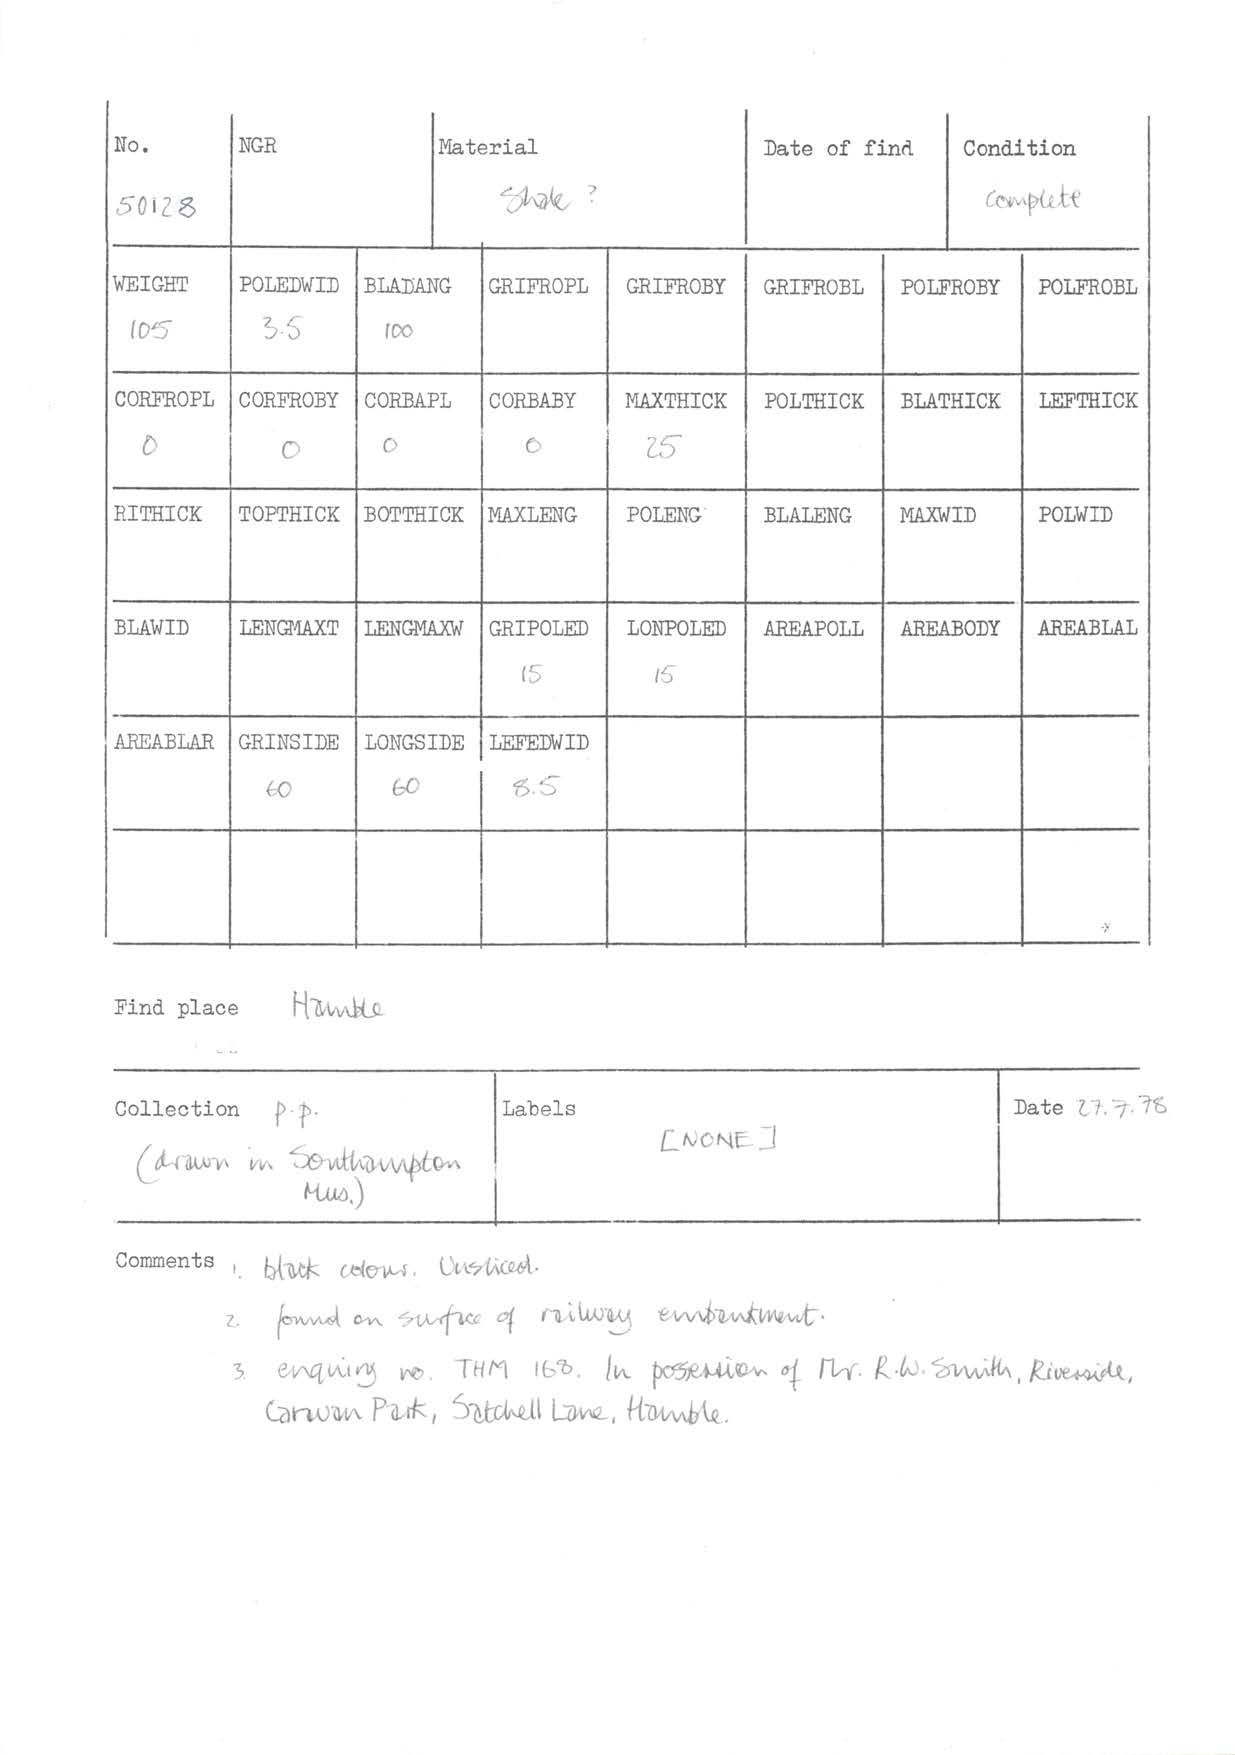 No. NGR Material Date of find Condition
50128 Shale ? Complete
WEIGHT POLEDWID BLADANG GRIFROPL GRIFROBY GRIFROBL POLFROBY POLFROBL
105 3.5 100
CORFROPL CORFROBY CORBAPL CORBABY MAXTHICK POLTHICK BLATHICK LEFTHICK
0 0 0 0 25
RITHICK TOPTHICK BOTTHICK MAXLENG POLENG BLALENG MAXWID POLWID
BLAWID LENGMAXT LENGMAXW GRIPOLED LONPOLED AREAPOLL AREABODY AREABLAL
15 15
AREABLAR GRINSIDE LONGSIDE LEFEDWID
60 60 8.5
Find place Hamble
Collection p.p. Labels Date 27.7.78
(drawn in Southampton [NONE]
Mus.)
Comments 1. black colour. Unsliced.
2. found on surface of railway embankment.
3. enquiry no. THM 168. In possession of Mr. R.W. Smith, Riverside,
Caravan Park, Satchell Lane, Hamble.